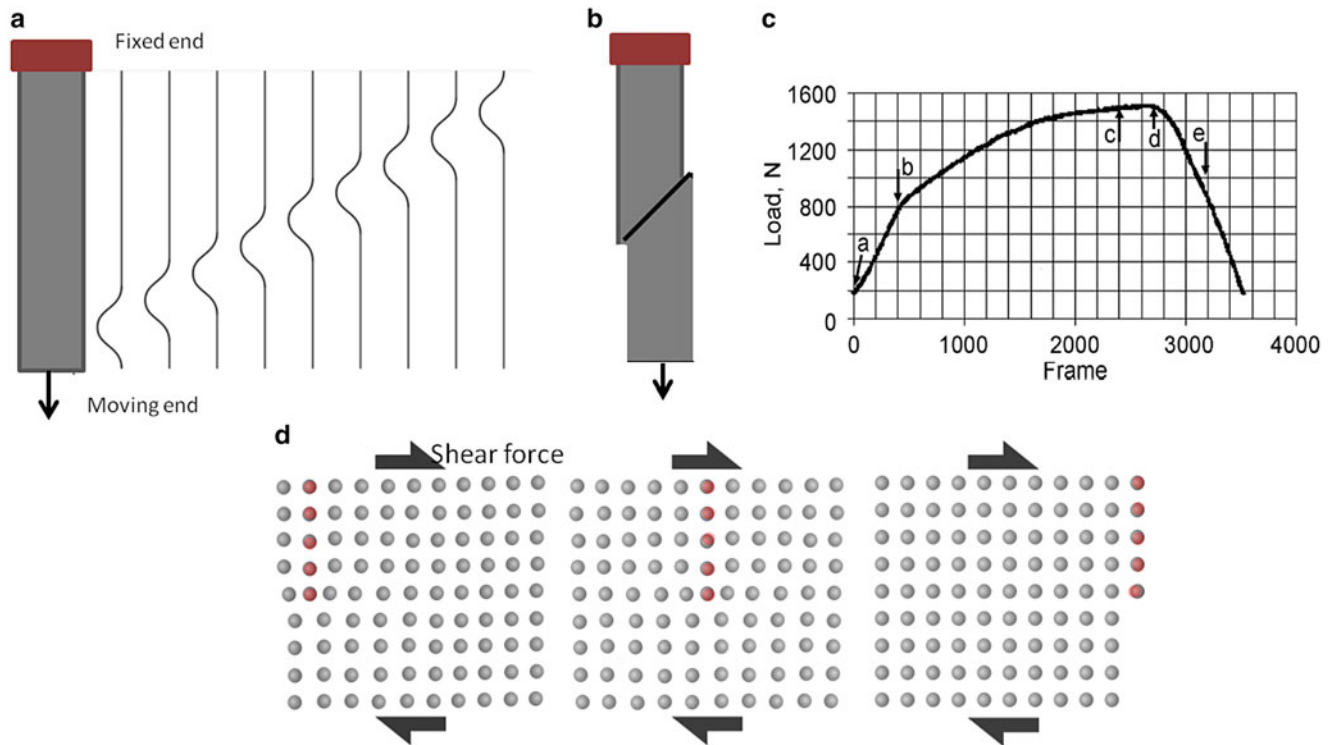 a
Fixed end
Moving end
b
c
1600
1200
800
400
0
Load, N
a
b
c
d
e
0 1000 2000 3000 4000
Frame
d
Shear force